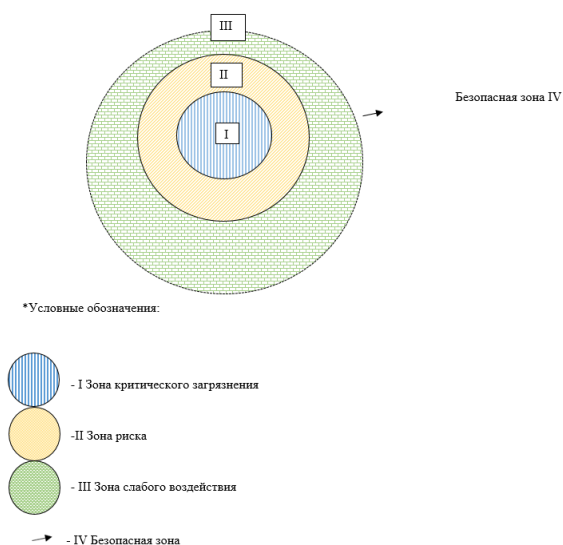 III
II
Безопасная зона IV
I
*Условные обозначения:
- I Зона критического загрязнения
-II Зона риска
- III Зона слабого воздействия
- IV Безопасная зона